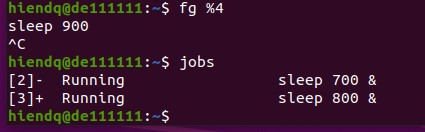 hiendq@de111111:~$ fg %4
sleep 900
^C
hiendq@de111111:~$ jobs
[2]-  Running                 sleep 700 &
[3]+  Running                 sleep 800 &
hiendq@de111111:~$